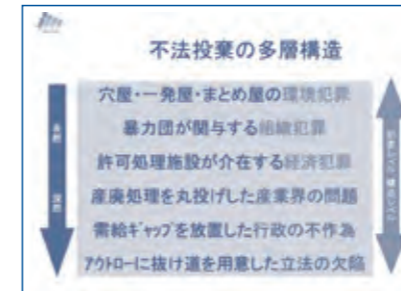 不法投棄の多層構造
穴屋・一発屋・まとめ屋の環境犯罪
暴力団が関与する組織犯罪
許可処理施設が介在する経済犯罪
産廃処理を丸投げした産業界の問題
需給ギャップを放置した行政の不作為
アウトローに抜け道を用意した立法の欠陥